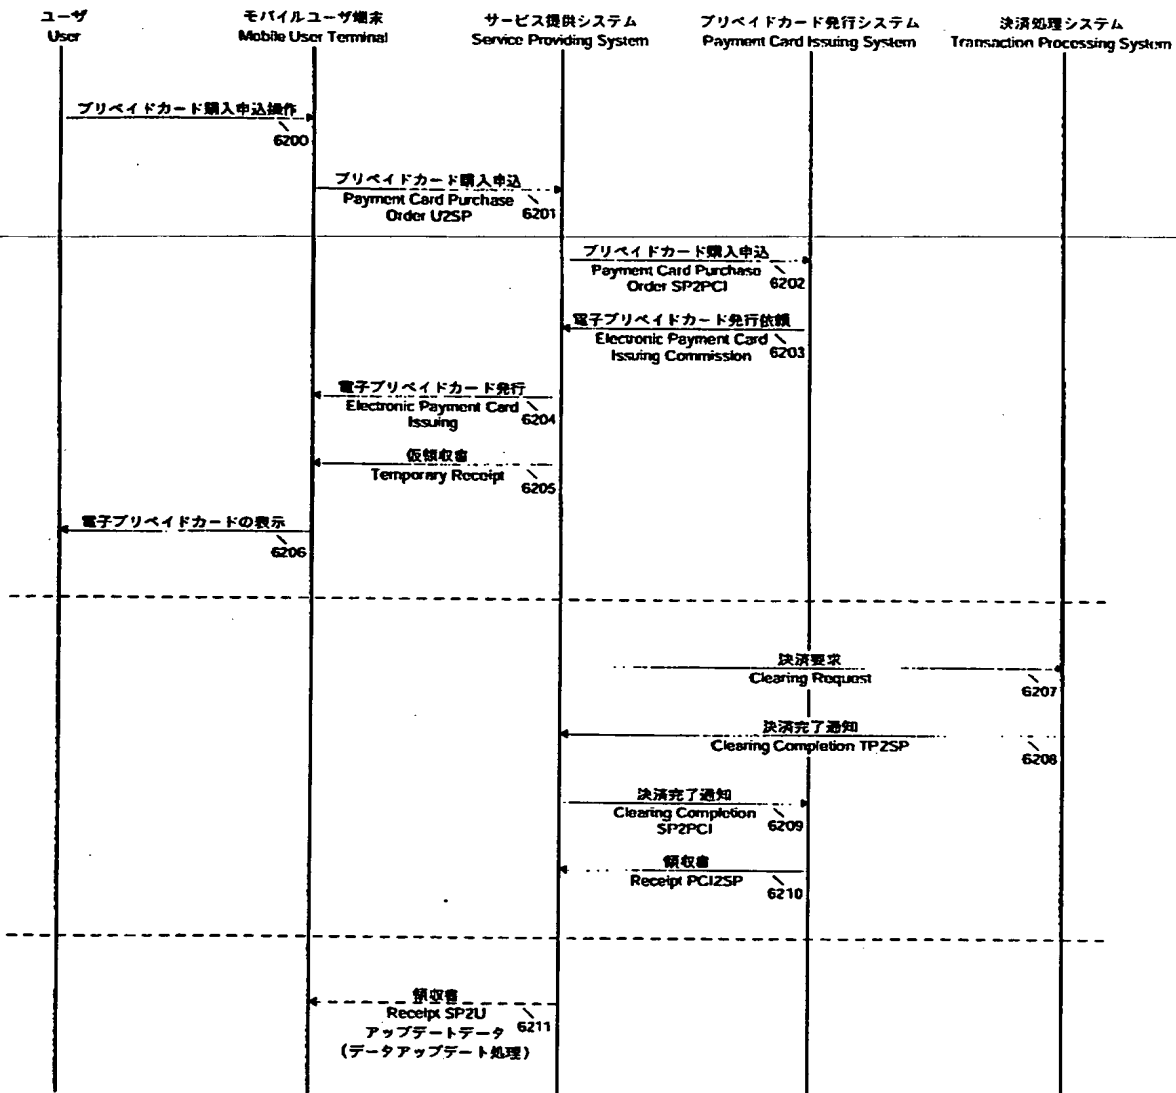 ユーザ
User
モバイルユーザ端末
Mobile User Terminal
サービス提供システム
Service Providing System
プリペイドカード発行システム
Payment Card Issuing System
決済処理システム
Transaction Processing System
プリペイドカード購入申込操作
6200
プリペイドカード購入申込
Payment Card Purchase
Order U2SP
6201
プリペイドカード購入申込
Payment Card Purchase
Order SP2PCI
6202
電子プリペイドカード発行依頼
Electronic Payment Card
Issuing Commission
6203
電子プリペイドカード発行
Electronic Payment Card
Issuing
6204
仮領収書
Temporary Receipt
6205
電子プリペイドカードの表示
6206
決済要求
Clearing Request
6207
決済完了通知
Clearing Completion TP2SP
6208
決済完了通知
Clearing Completion
SP2PCI
6209
領収書
Receipt PCI2SP
6210
領収書
Receipt SP2U
6211
アップデートデータ
(データアップデート処理)